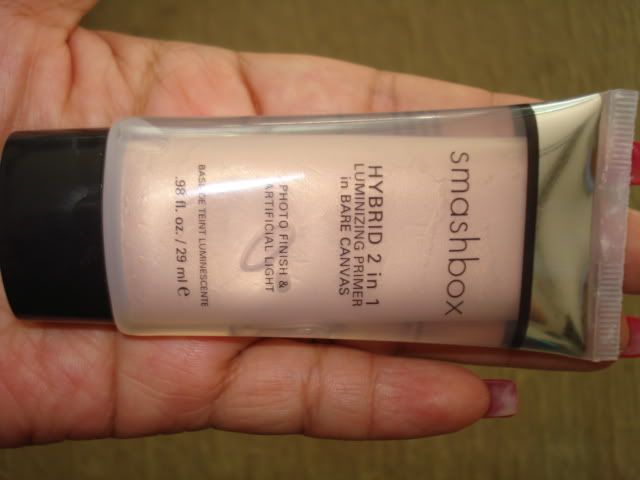 smashbox
HYBRID 2 in 1
LUMINIZING PRIMER
in BARE CANVAS
PHOTO FINISH &
ARTIFICIAL LIGHT
BASE DE TEINT LUMINESCENTE
.98 fl. oz. / 29 ml e